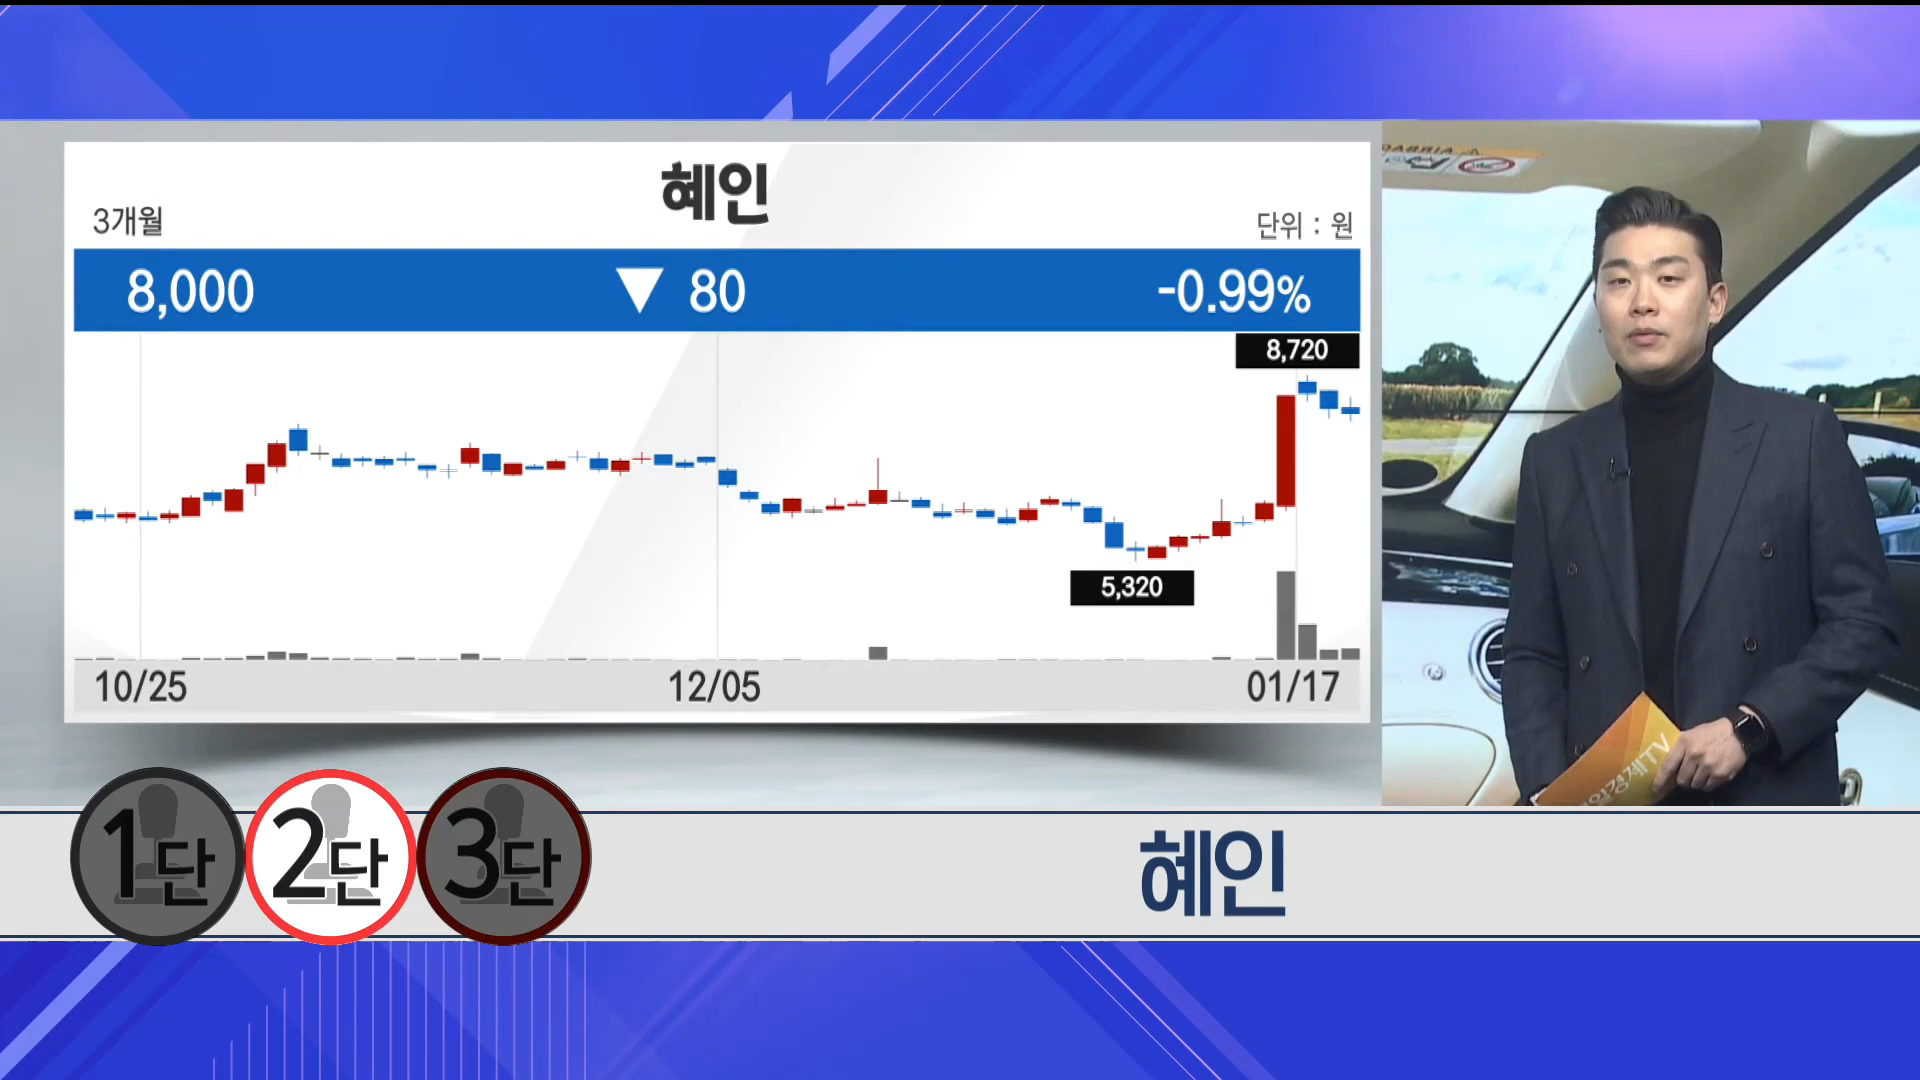 혜인
3개월
단위 : 원
8,000 ▼ 80 -0.99%
8,720
5,320
10/25 12/05 01/17
1단 2단 3단
혜인